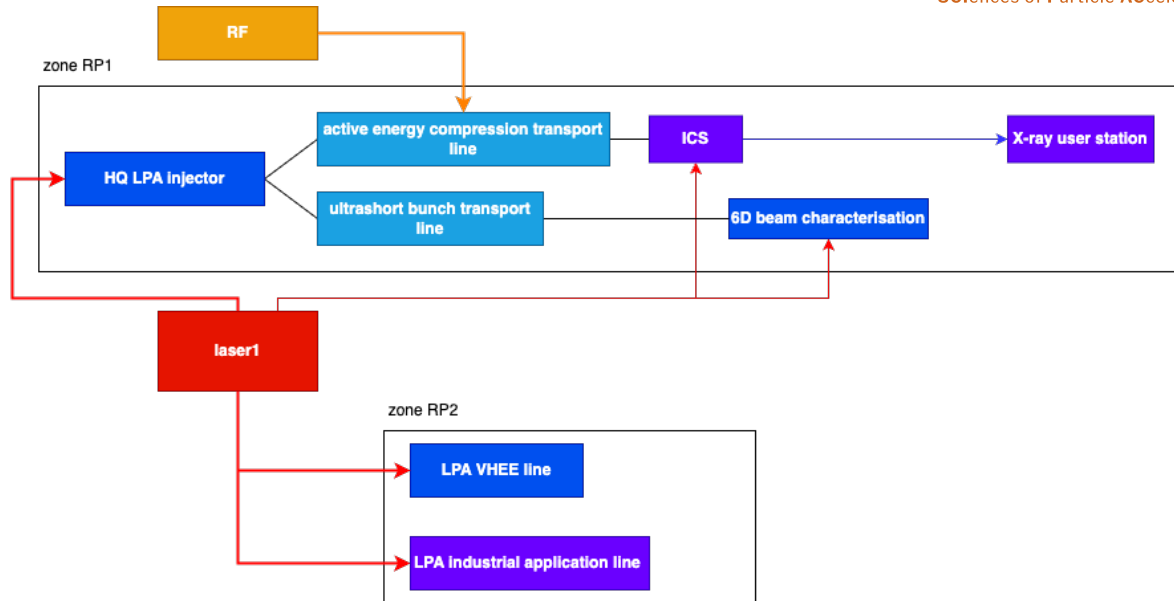 RF
zone RP1
active energy compression transport
line
ICS
X-ray user station
HQ LPA injector
ultrashort bunch transport
line
6D beam characterisation
laser1
zone RP2
LPA VHEE line
LPA industrial application line